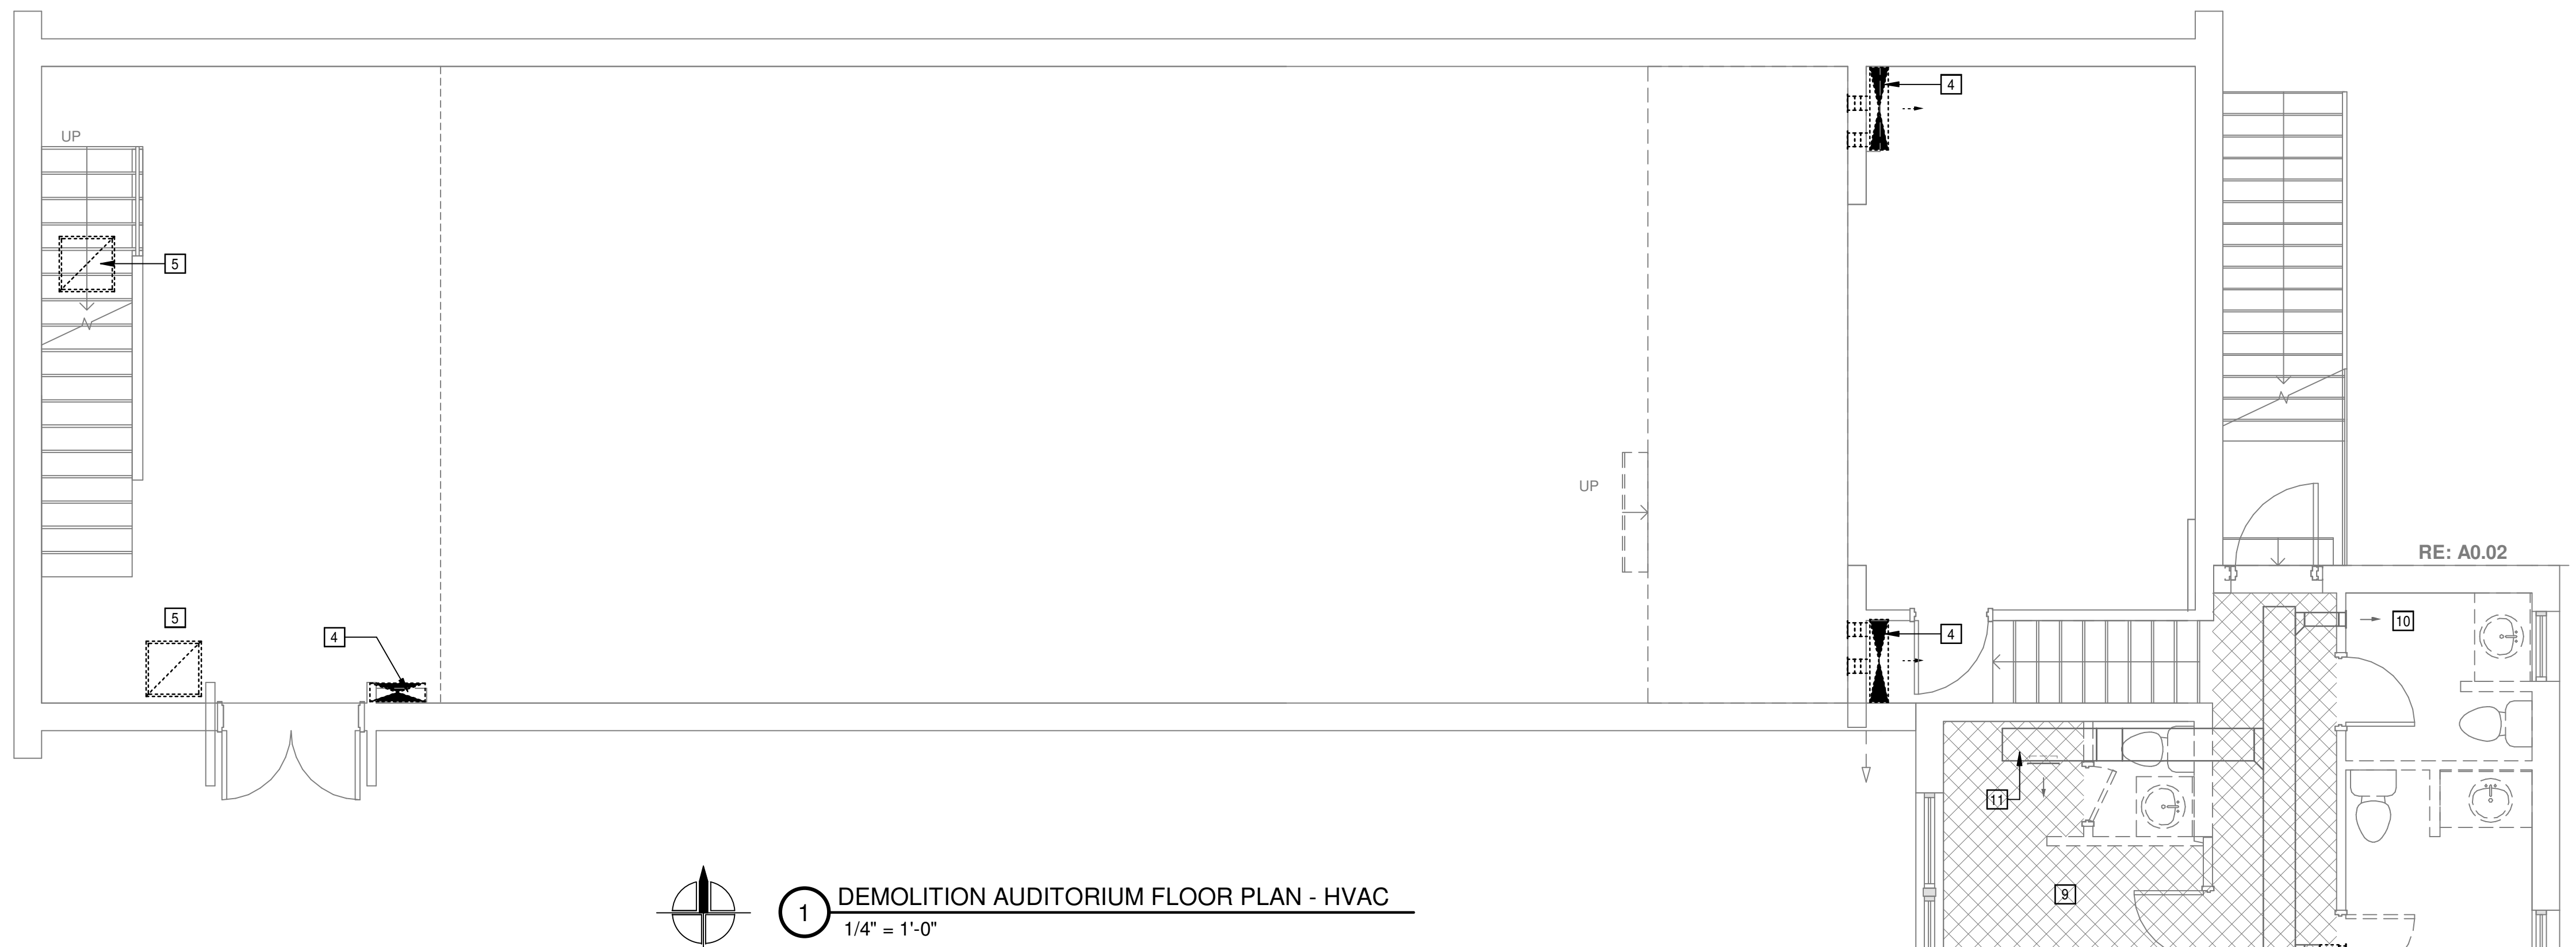 4
UP
5
UP
RE: A0.02
5
4
4
10
11
9
1
DEMOLITION AUDITORIUM FLOOR PLAN - HVAC
1/4" = 1'-0"